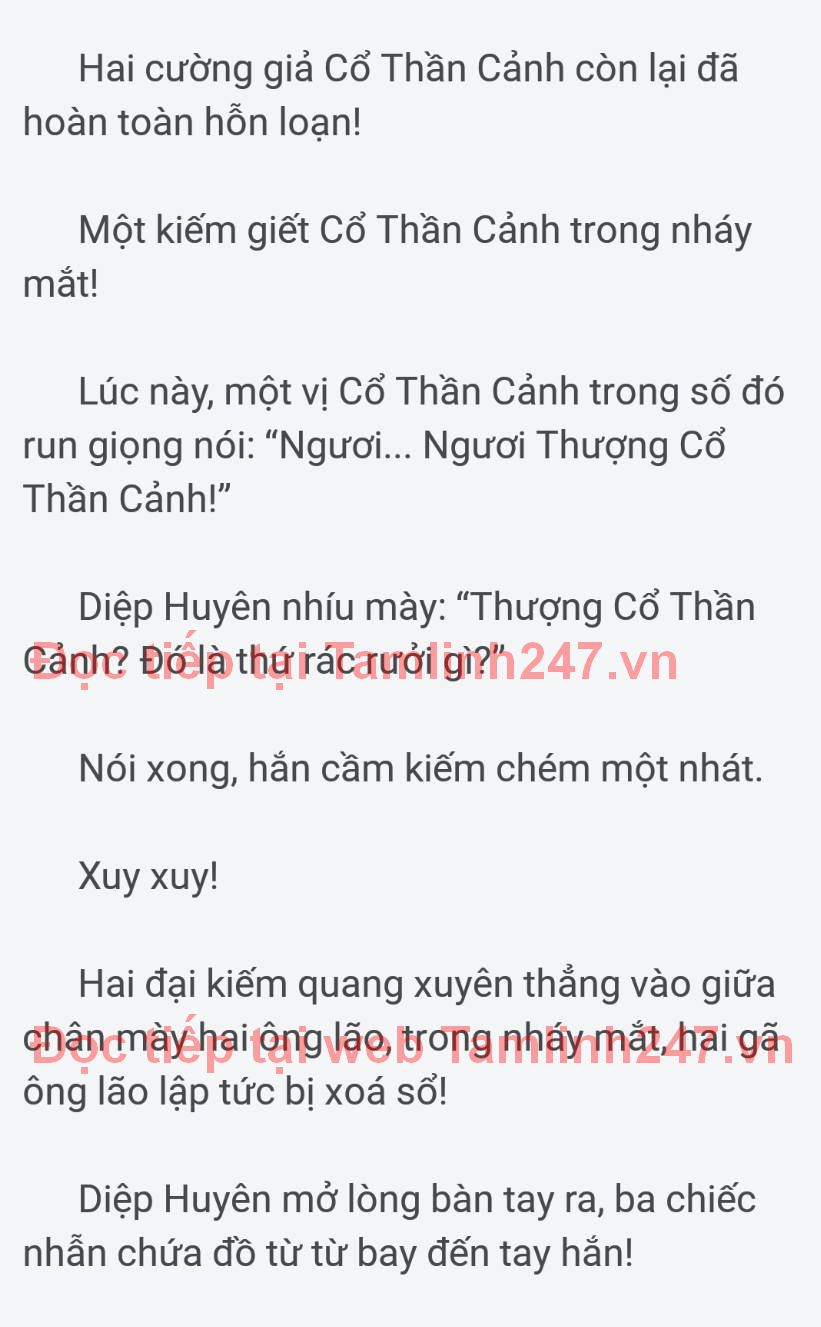 Hai cường giả Cổ Thần Cảnh còn lại đã
hoàn toàn hỗn loạn!
Một kiếm giết Cổ Thần Cảnh trong nháy
mắt!
Lúc này, một vị Cổ Thần Cảnh trong số đó
run giọng nói: “Ngươi... Ngươi Thượng Cổ
Thần Cảnh!”
Diệp Huyên nhíu mày: “Thượng Cổ Thần
Cảnh? Đó là thứ rác rưởi gì?”
Đọc tiếp tại Tamlinh247.vn
Nói xong, hắn cầm kiếm chém một nhát.
Xuy xuy!
Hai đại kiếm quang xuyên thẳng vào giữa
chân mày hai ông lão, trong nháy mắt, hai gã
Đọc tiếp tại web Tamlinh247.vn
ông lão lập tức bị xoá sổ!
Diệp Huyên mở lòng bàn tay ra, ba chiếc
nhẫn chứa đồ từ từ bay đến tay hắn!